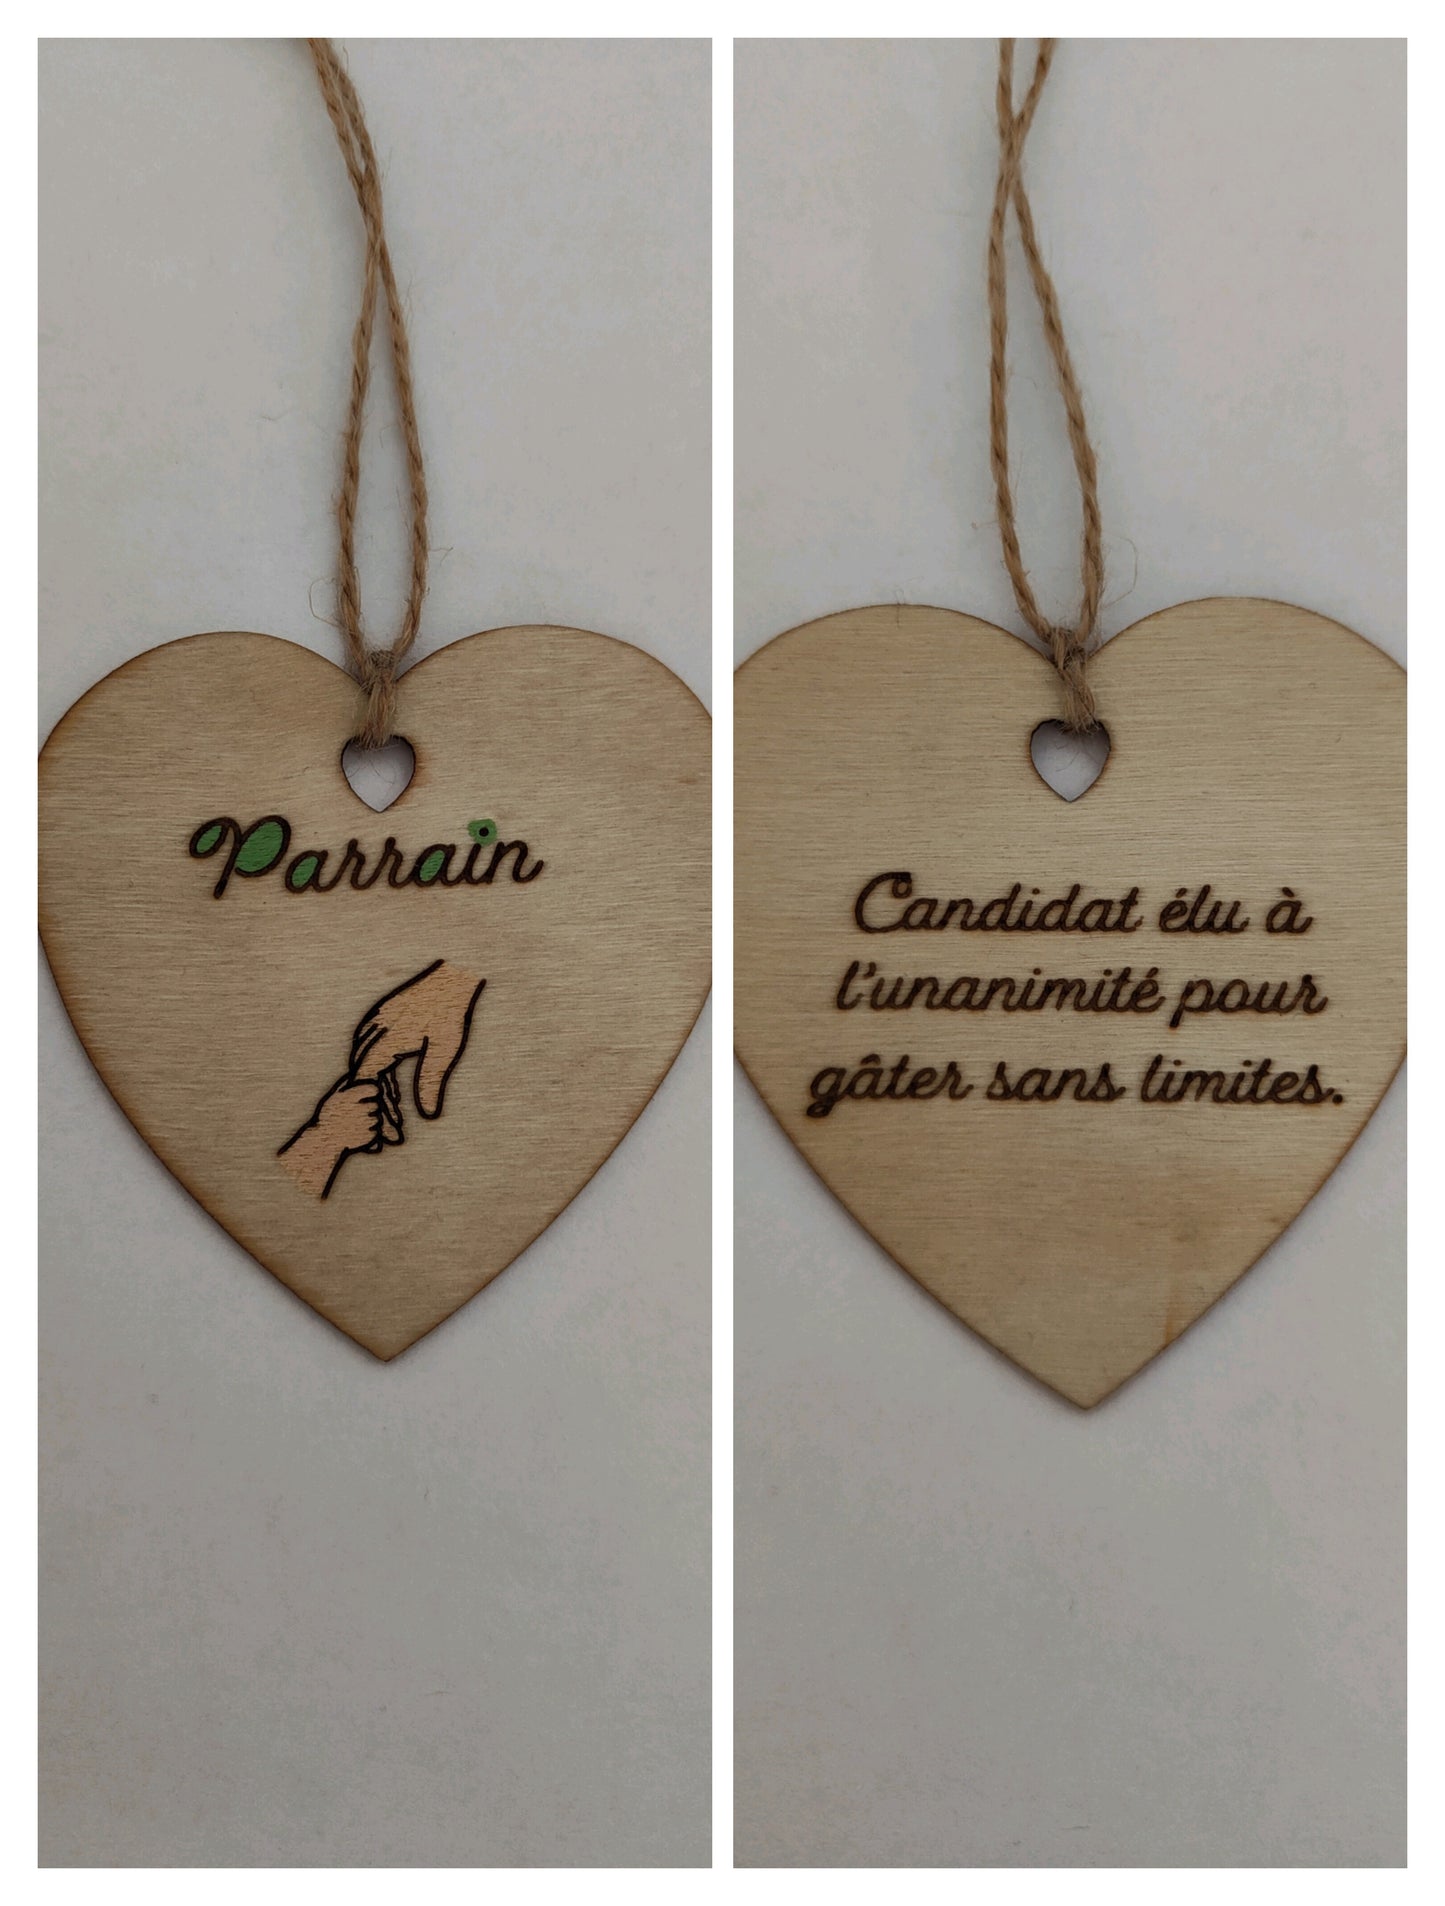 Parrain
Candidat élu à
l'unanimité pour
gâter sans limites.